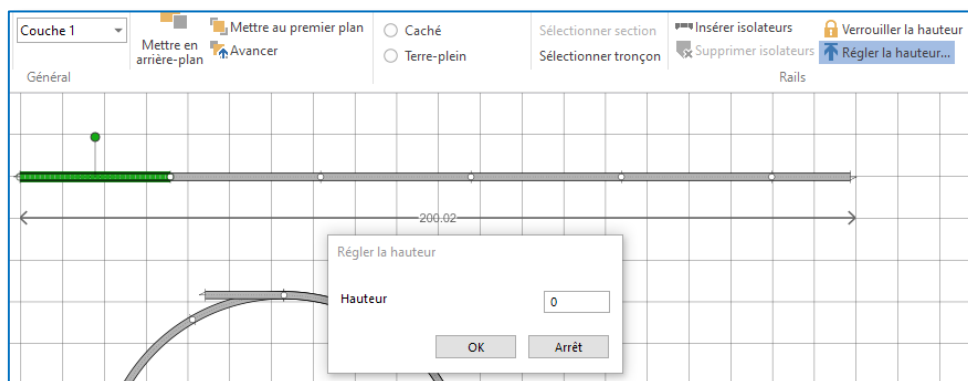 Couche 1
Mettre en
arrière-plan
Mettre au premier plan
Avancer
Général
Caché
Terre-plein
Sélectionner section
Sélectionner tronçon
Insérer isolateurs
Supprimer isolateurs
Verrouiller la hauteur
Régler la hauteur...
Rails
200.02
Régler la hauteur
Hauteur
0
OK
Arrêt